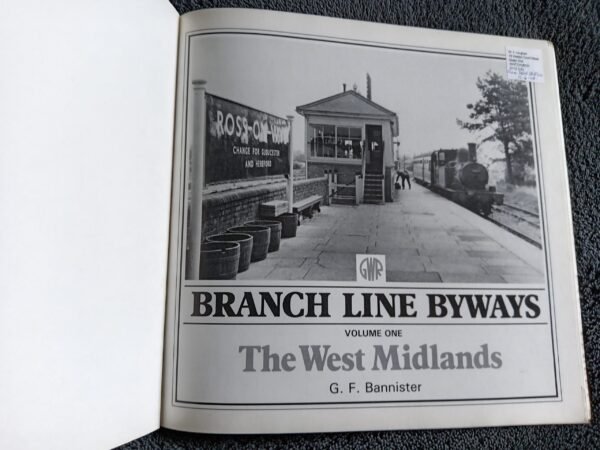 ROSS-ON-WYE
CHANGE FOR GLOUCESTER
AND HEREFORD
GWR
BRANCH LINE BYWAYS
VOLUME ONE
The West Midlands
G. F. Bannister